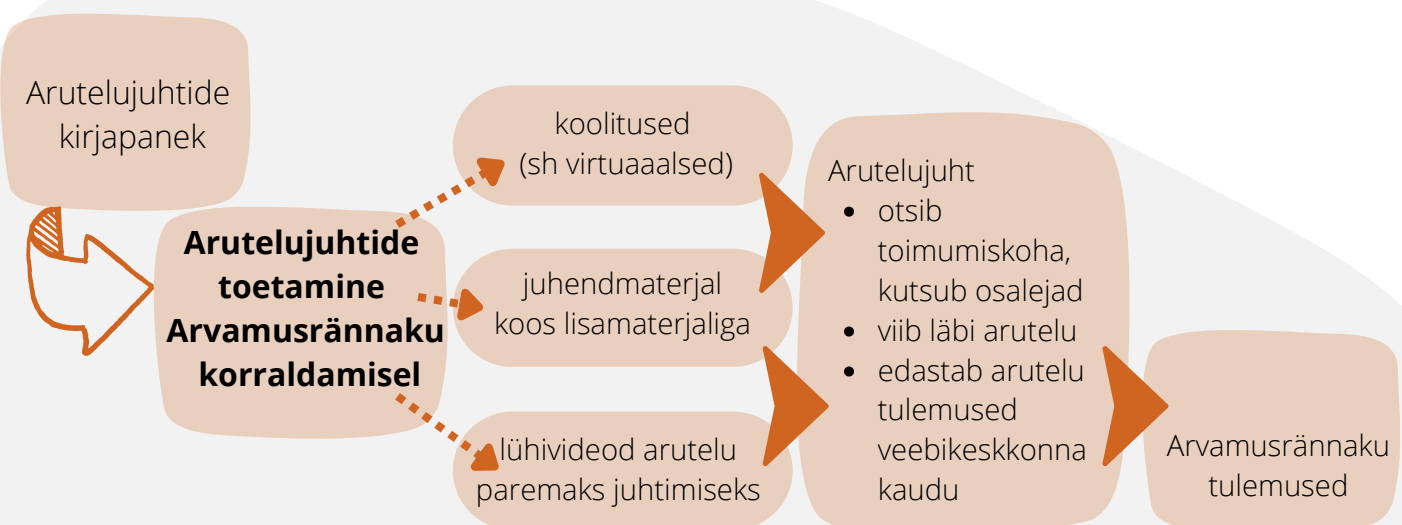 Arutelujuhtide
kirjapanek
Arutelujuhtide
toetamine
Arvamusrännaku
korraldamisel
koolitused
(sh virtuaaalsed)
juhendmaterjal
koos lisamaterjaliga
lühivideod arutelu
paremaks juhtimiseks
Arutelujuht
• otsib
toimumiskoha,
kutsub osalejad
• viib läbi arutelu
• edastab arutelu
tulemused
veebikeskkonna
kaudu
Arvamusrännaku
tulemused